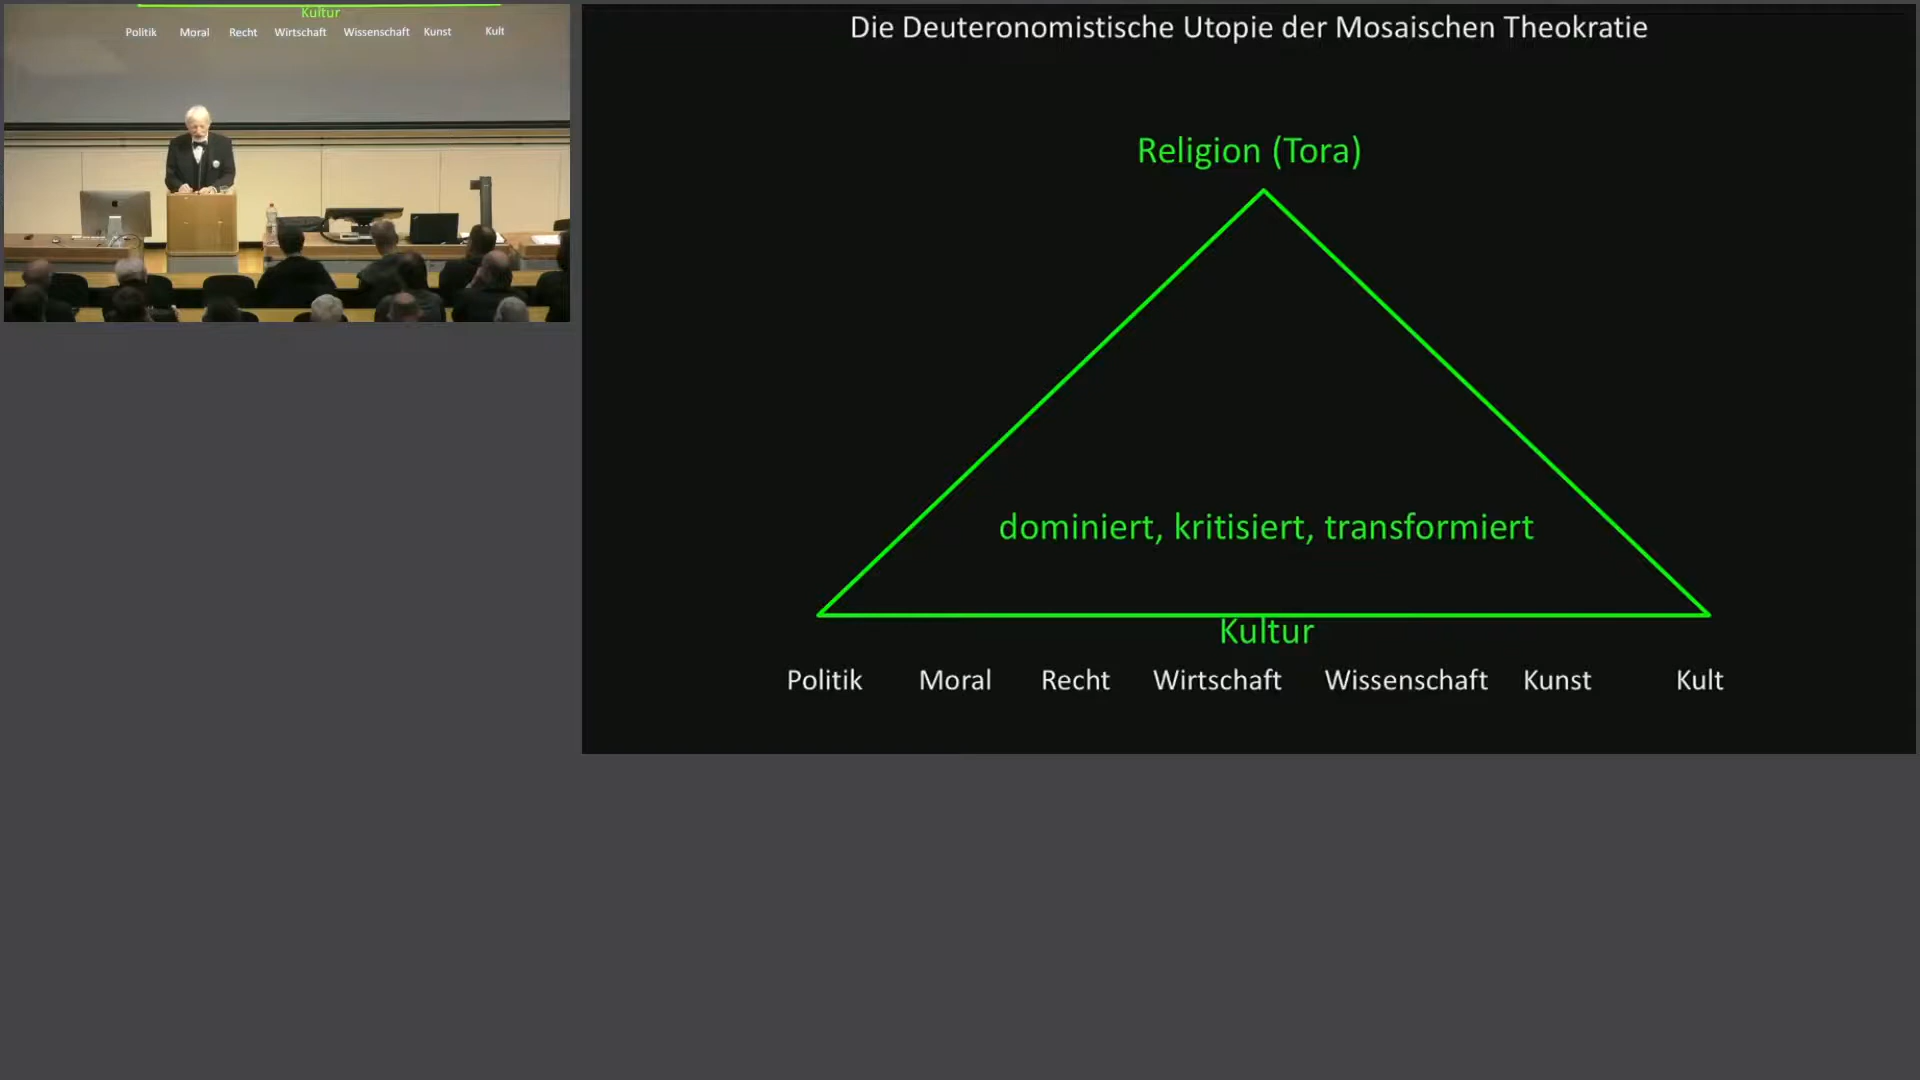 Kultur
Politik Moral Recht Wirtschaft Wissenschaft Kunst Kult
Die Deuteronomistische Utopie der Mosaischen Theokratie
Religion (Tora)
dominiert, kritisiert, transformiert
Kultur
Politik Moral Recht Wirtschaft Wissenschaft Kunst Kult